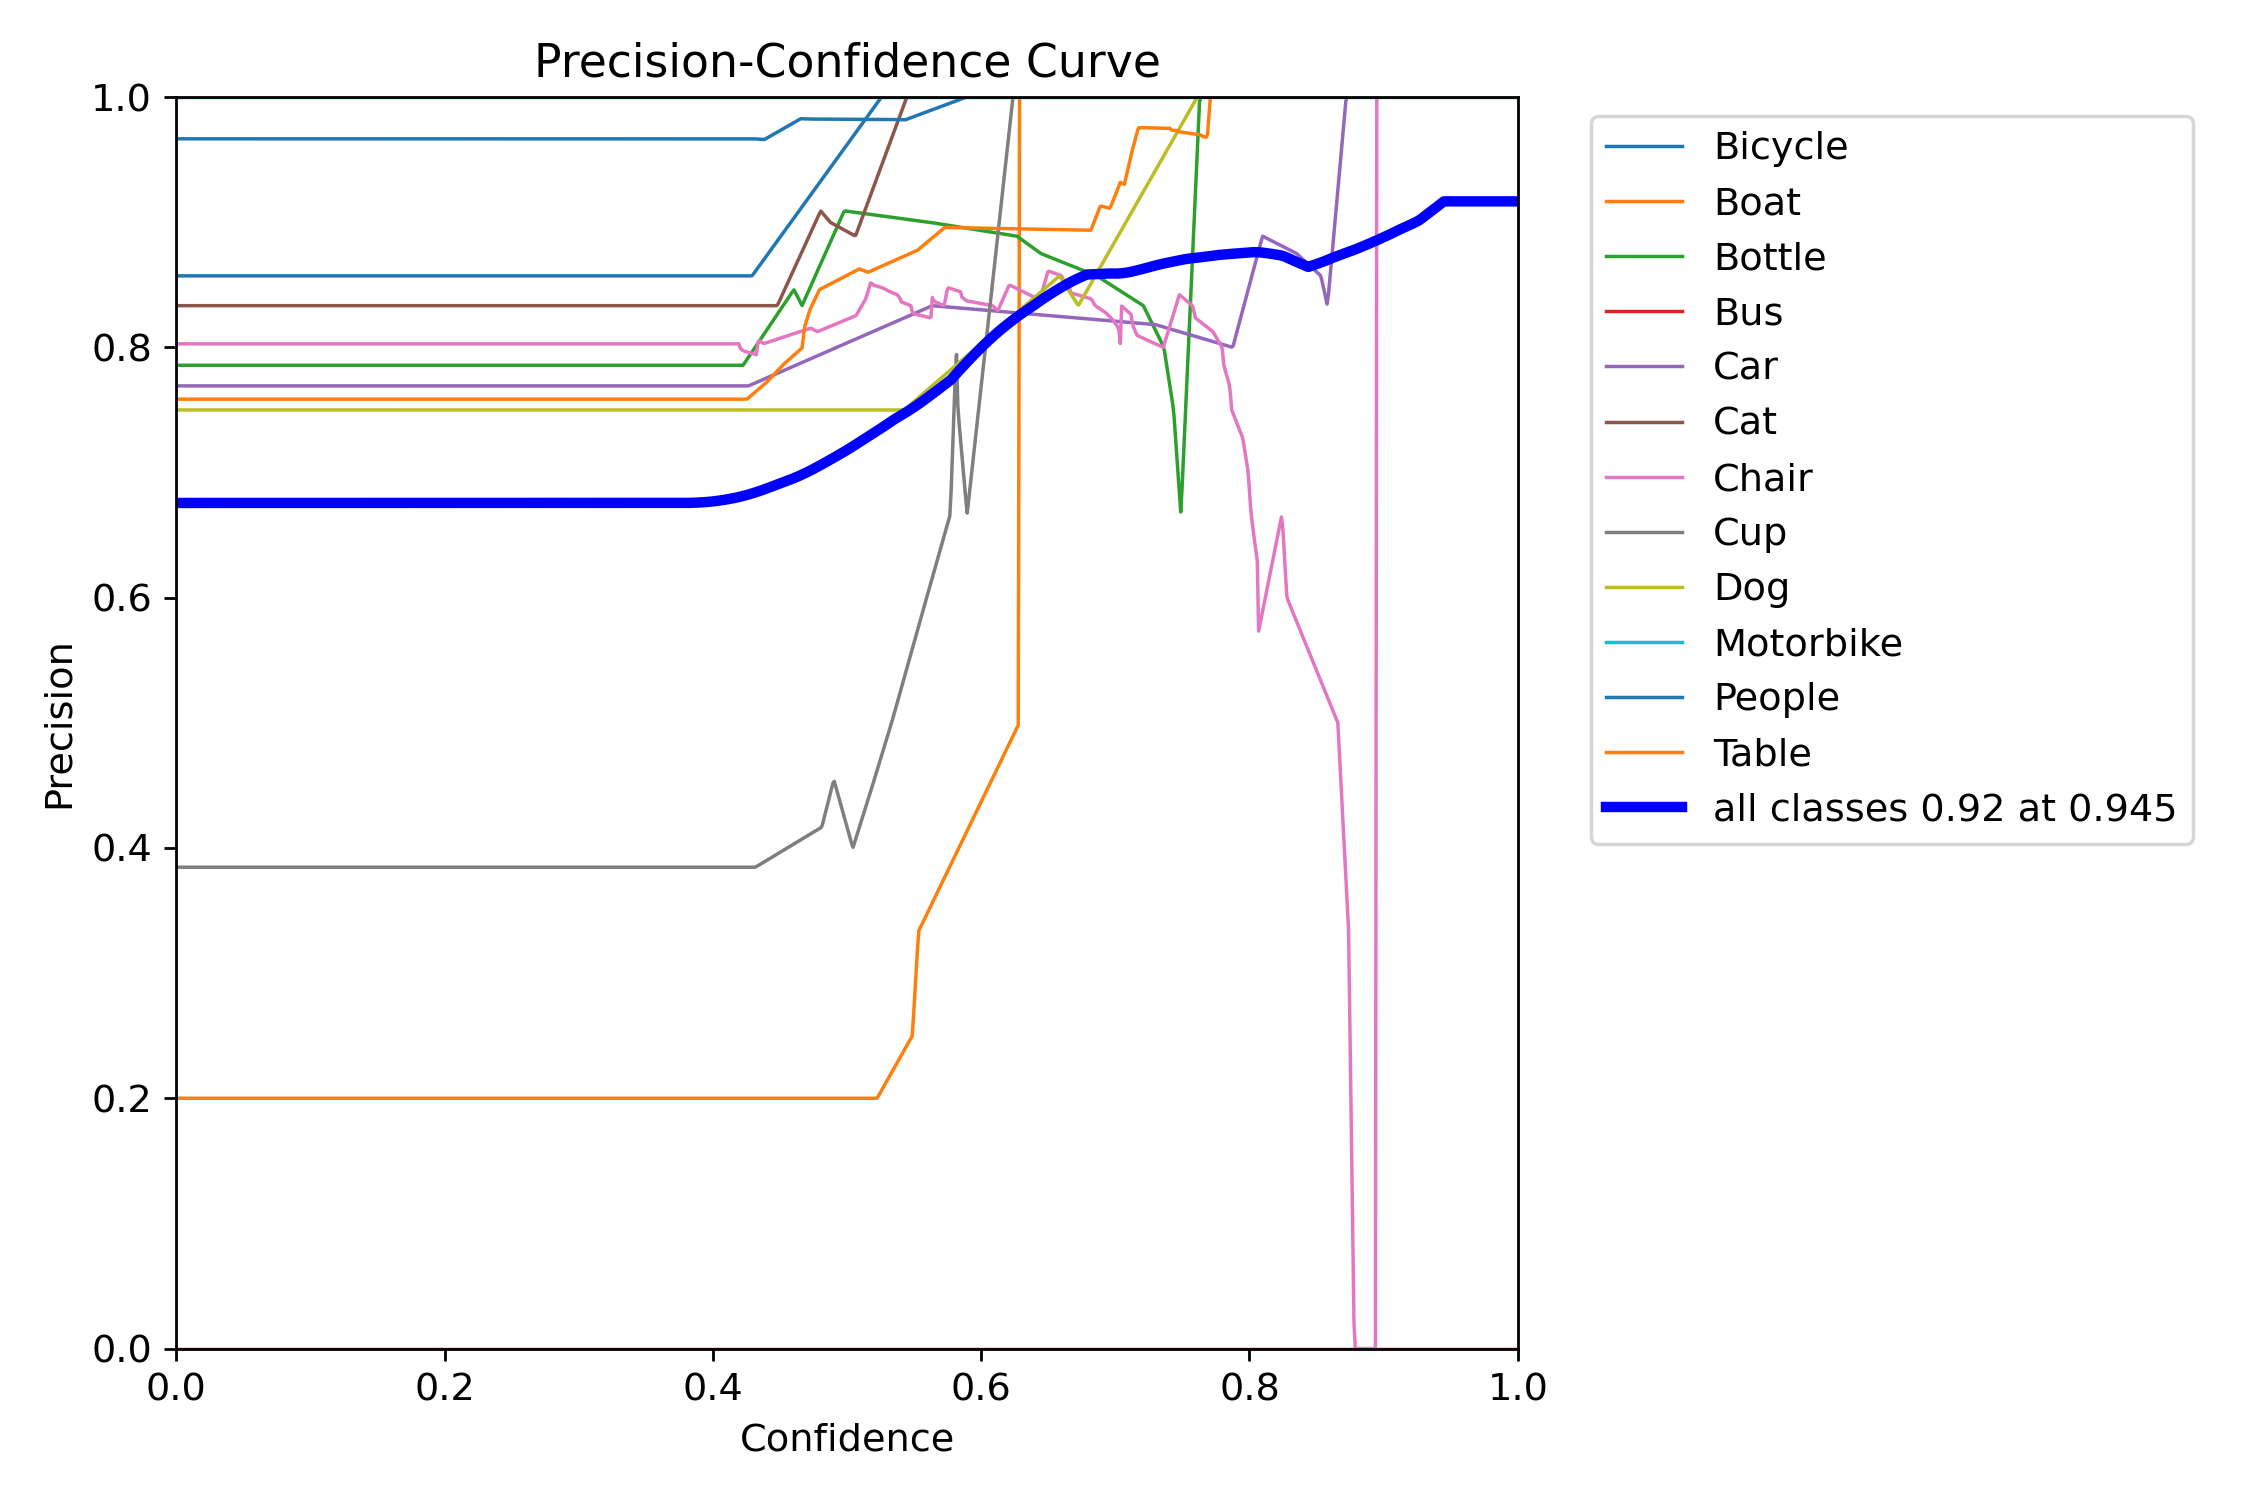 Precision-Confidence Curve
1.0
0.8
0.6
0.4
0.2
0.0
Precision
0.0 0.2 0.4 0.6 0.8 1.0
Confidence
Bicycle
Boat
Bottle
Bus
Car
Cat
Chair
Cup
Dog
Motorbike
People
Table
all classes 0.92 at 0.945